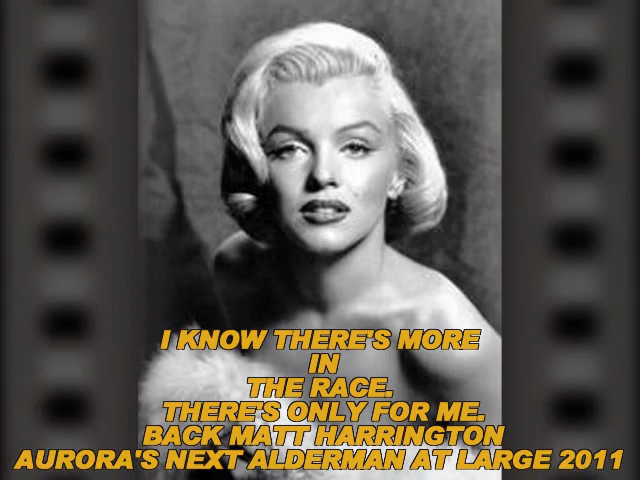 I KNOW THERE'S MORE
IN
THE RACE.
THERE'S ONLY FOR ME.
BACK MATT HARRINGTON
AURORA'S NEXT ALDERMAN AT LARGE 2011